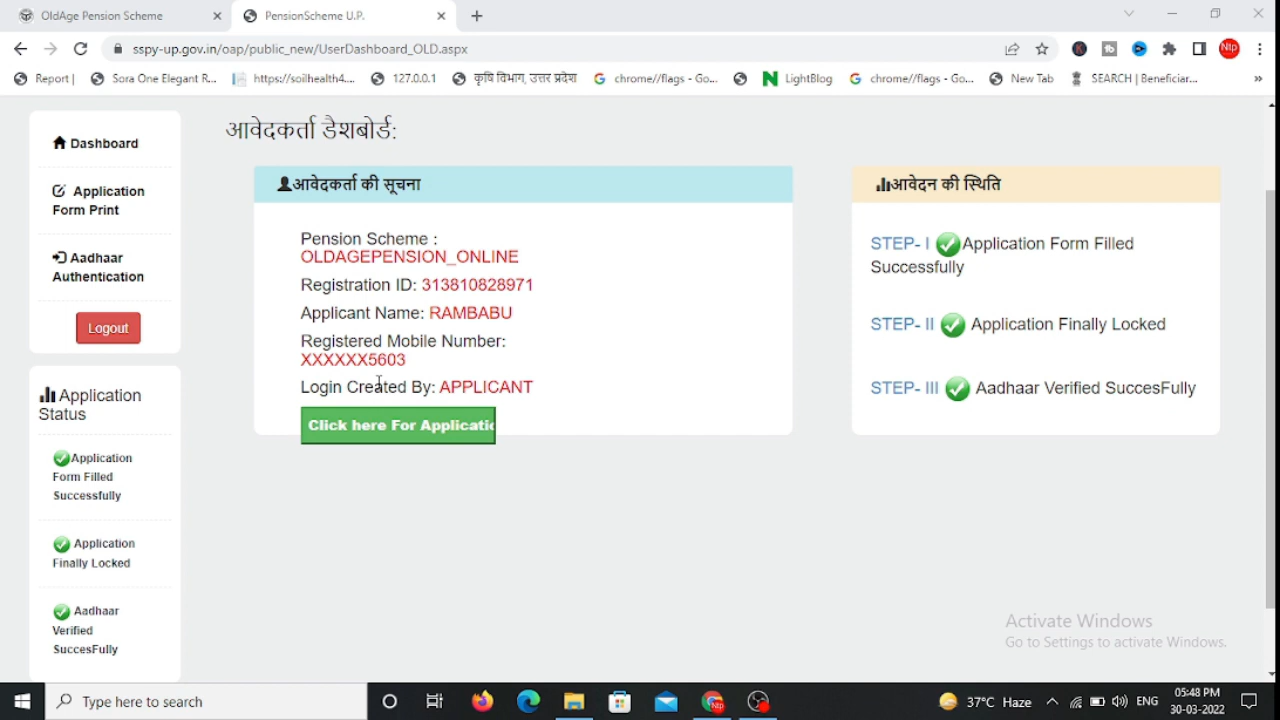 OldAge Pension Scheme
PensionScheme U.P.
sspy-up.gov.in/oap/public_new/UserDashboard_OLD.aspx
Ntp
Report |
Sora One Elegant R...
https://soilhealth4...
127.0.0.1
कृषि विभाग, उत्तर प्रदेश
chrome//flags - Go...
LightBlog
chrome//flags - Go...
New Tab
SEARCH | Beneficiar...
»
Dashboard
Application
Form Print
Aadhaar
Authentication
Logout
Application
Status
Application
Form Filled
Successfully
Application
Finally Locked
Aadhaar
Verified
SuccesFully
आवेदकर्ता डैशबोर्ड:
आवेदकर्ता की सूचना
Pension Scheme :
OLDAGEPENSION_ONLINE
Registration ID: 313810828971
Applicant Name: RAMBABU
Registered Mobile Number:
XXXXXX5603
Login Created By: APPLICANT
Click here For Applicatio
आवेदन की स्थिति
STEP- I Application Form Filled
Successfully
STEP- II Application Finally Locked
STEP- III Aadhaar Verified SuccesFully
Activate Windows
Go to Settings to activate Windows.
Type here to search
Ntp
37°C Haze
ENG
05:48 PM
30-03-2022